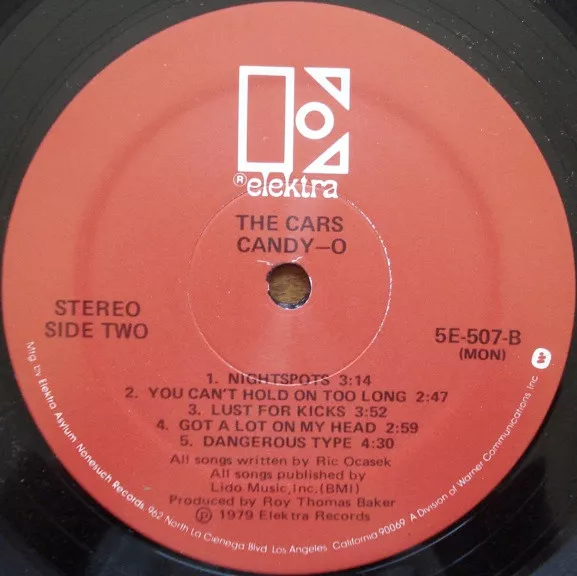 ® elektra
THE CARS
CANDY—O
STEREO
SIDE TWO
5E-507-B
(MON)
1. NIGHTSPOTS 3:14
2. YOU CAN'T HOLD ON TOO LONG 2:47
3. LUST FOR KICKS 3:52
4. GOT A LOT ON MY HEAD 2:59
5. DANGEROUS TYPE 4:30
All songs written by Ric Ocasek
All songs published by
Lido Music, Inc. (BMI)
Produced by Roy Thomas Baker
℗ 1979 Elektra Records
Mfg by Elektra Asylum Nonesuch Records 962 North La Cienega Blvd Los Angeles California 90069 A Division of Warner Communications Inc